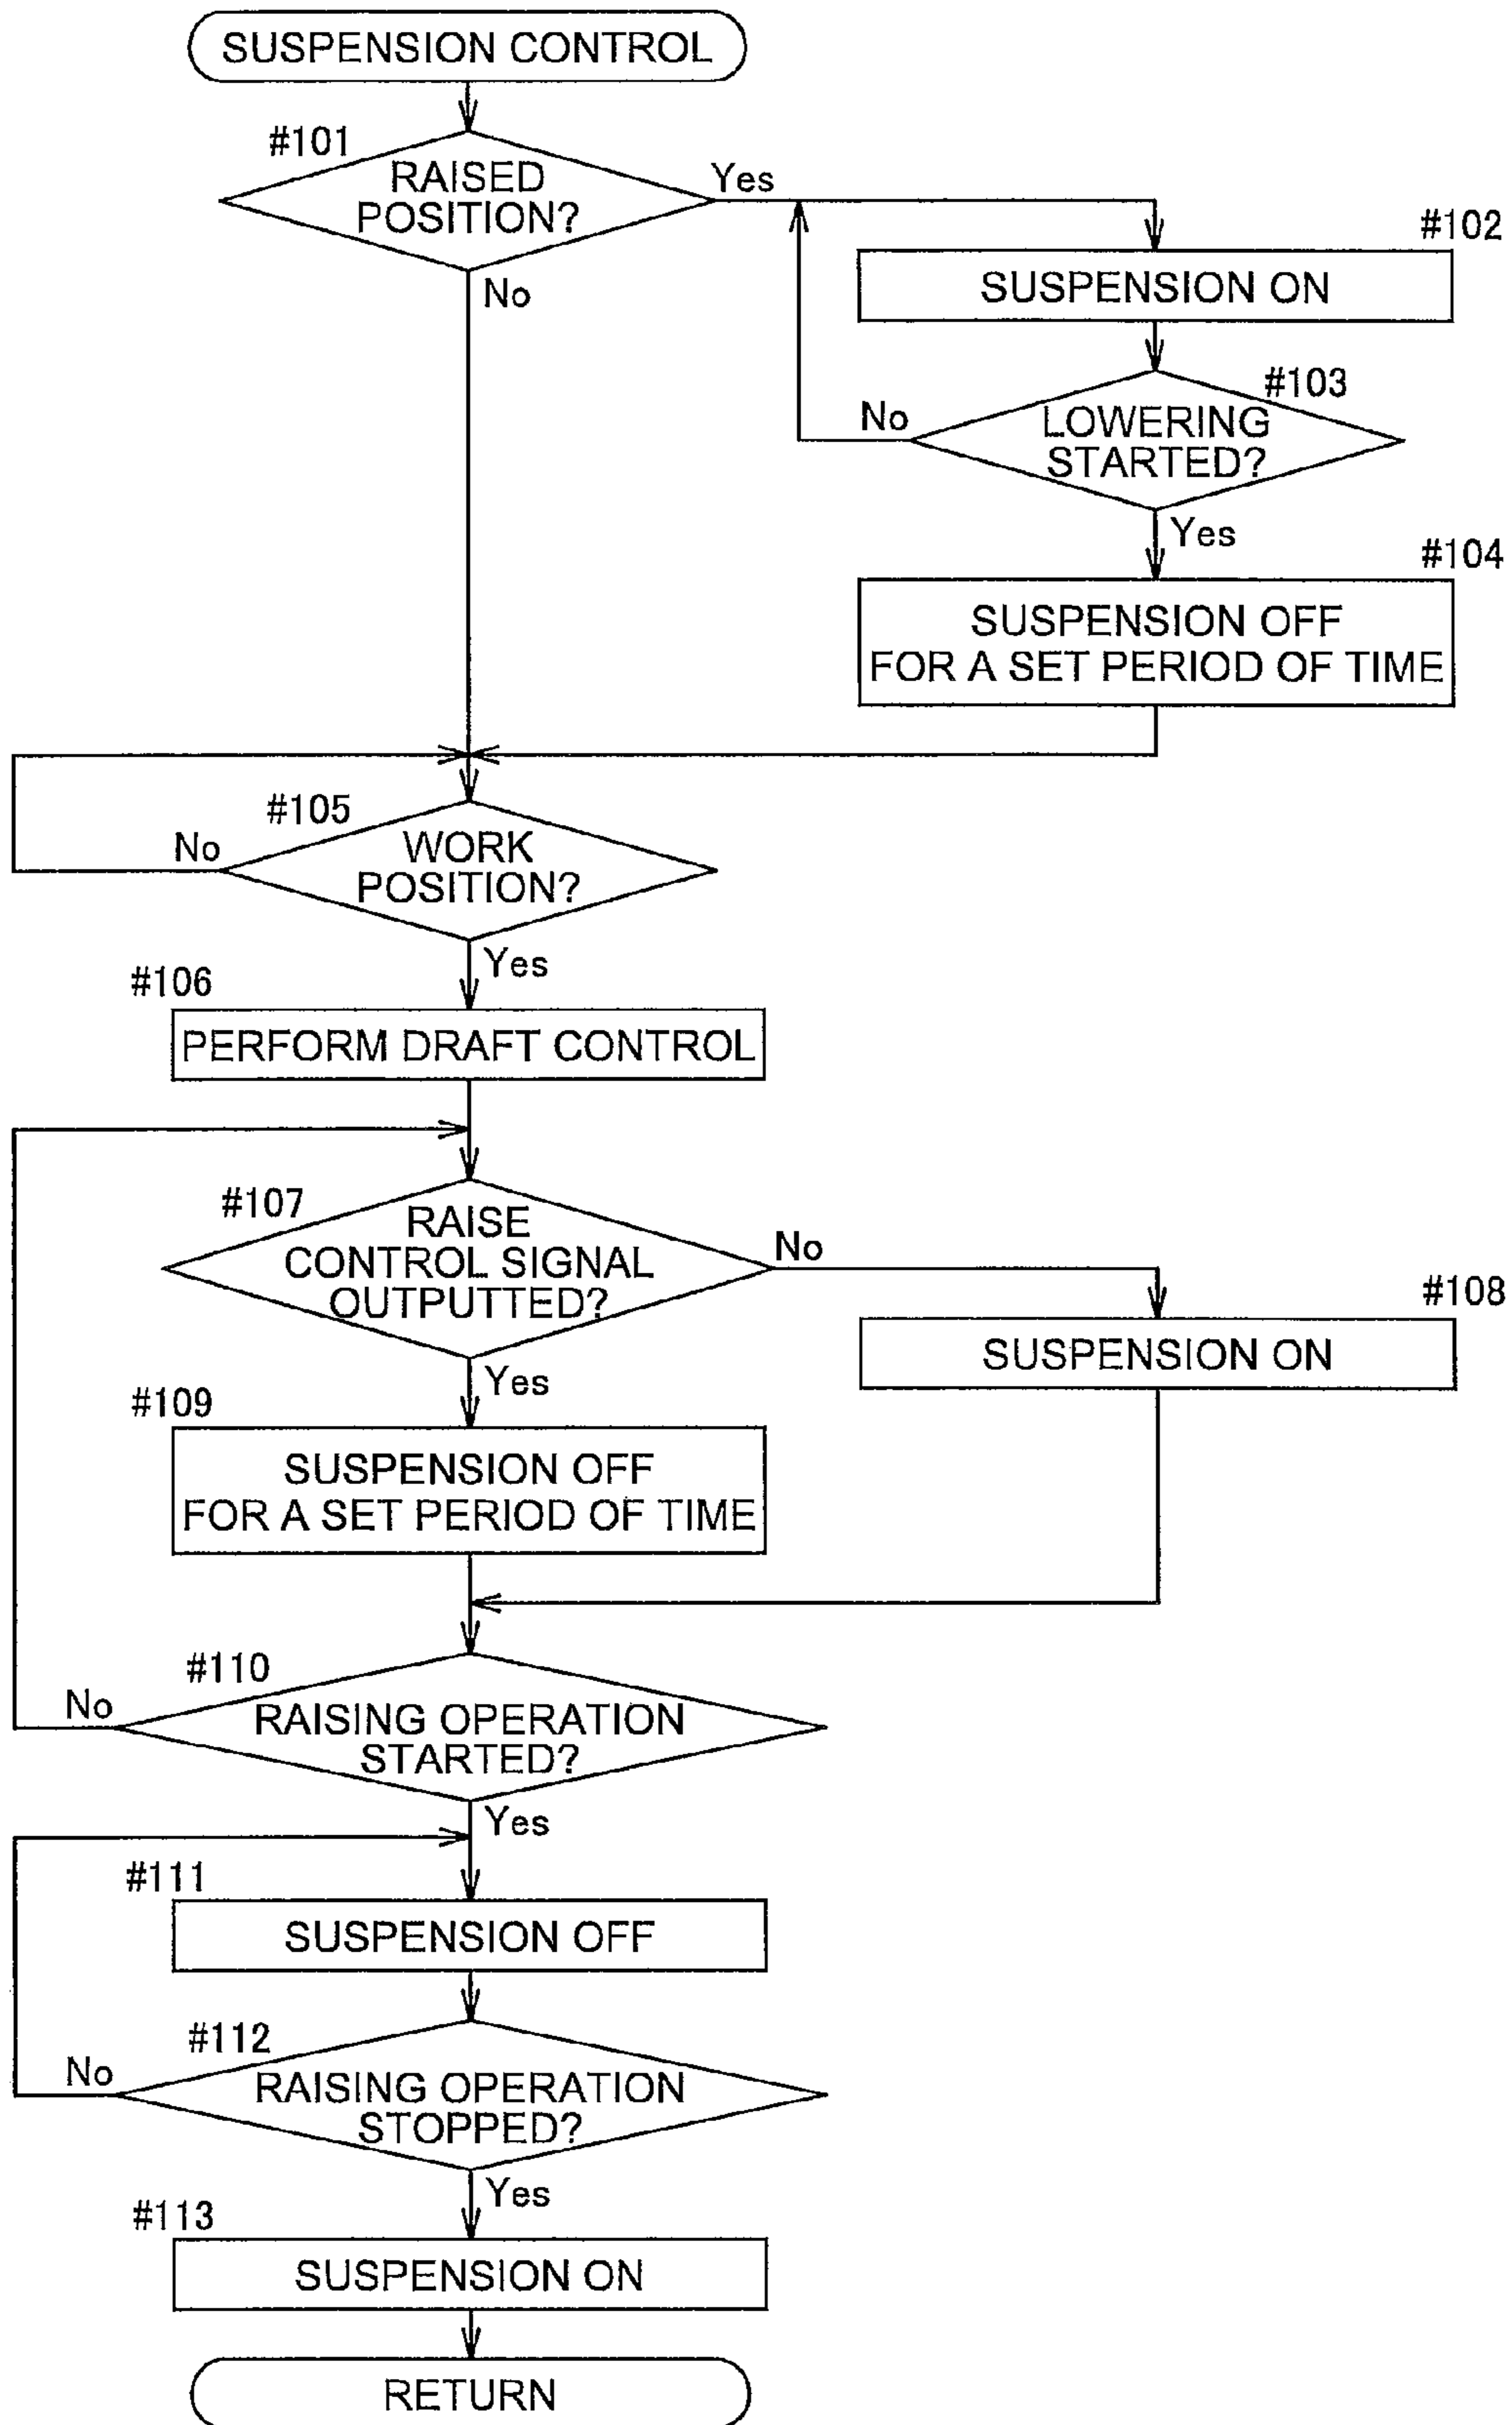 SUSPENSION CONTROL
#101
RAISED
POSITION?
Yes
No
#102
SUSPENSION ON
#103
LOWERING
STARTED?
No
Yes
#104
SUSPENSION OFF
FOR A SET PERIOD OF TIME
#105
WORK
POSITION?
No
Yes
#106
PERFORM DRAFT CONTROL
#107
RAISE
CONTROL SIGNAL
OUTPUTTED?
No
#108
SUSPENSION ON
Yes
#109
SUSPENSION OFF
FOR A SET PERIOD OF TIME
#110
RAISING OPERATION
STARTED?
No
Yes
#111
SUSPENSION OFF
#112
RAISING OPERATION
STOPPED?
No
Yes
#113
SUSPENSION ON
RETURN